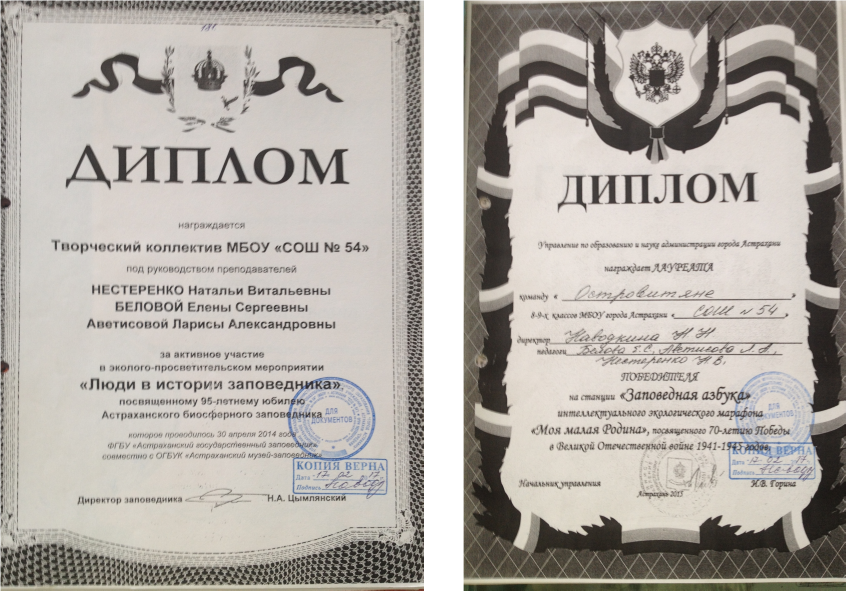 181
ДИПЛОМ
награждается
Творческий коллектив МБОУ «СОШ № 54»
под руководством преподавателей
НЕСТЕРЕНКО Натальи Витальевны
БЕЛОВОЙ Елены Сергеевны
Аветисовой Ларисы Александровны
за активное участие
в эколого-просветительском мероприятии
«Люди в истории заповедника»,
посвященному 95-летнему юбилею
Астраханского биосферного заповедника
которое проводилось 30 апреля 2014 года
ФГБУ «Астраханский государственный заповедник»
совместно с ОГБУК «Астраханский музей-заповедник»
ДЛЯ
ДОКУМЕНТОВ
КОПИЯ ВЕРНА
Дата 17 02 17
Подпись
Директор заповедника Н.А. Цымлянский
ДИПЛОМ
Управление по образованию и науке администрации города Астрахани
награждает ЛАУРЕАТА
команду « Островитяне »
8-9-х классов МБОУ города Астрахани « СОШ № 54 »
директор Наводкина Н Н
педагоги Белова Е.С., Аветисова Л.А.,
Нестеренко Н.В.
ПОБЕДИТЕЛЯ
на станции «Заповедная азбука»
интеллектуального экологического марафона
«Моя малая Родина», посвященного 70-летию Победы
в Великой Отечественной войне 1941-1945 годов
ДЛЯ
ДОКУМЕНТОВ
КОПИЯ ВЕРНА
Дата 17 02 17
Подпись
Начальник управления И.В. Горина
Астрахань 2015